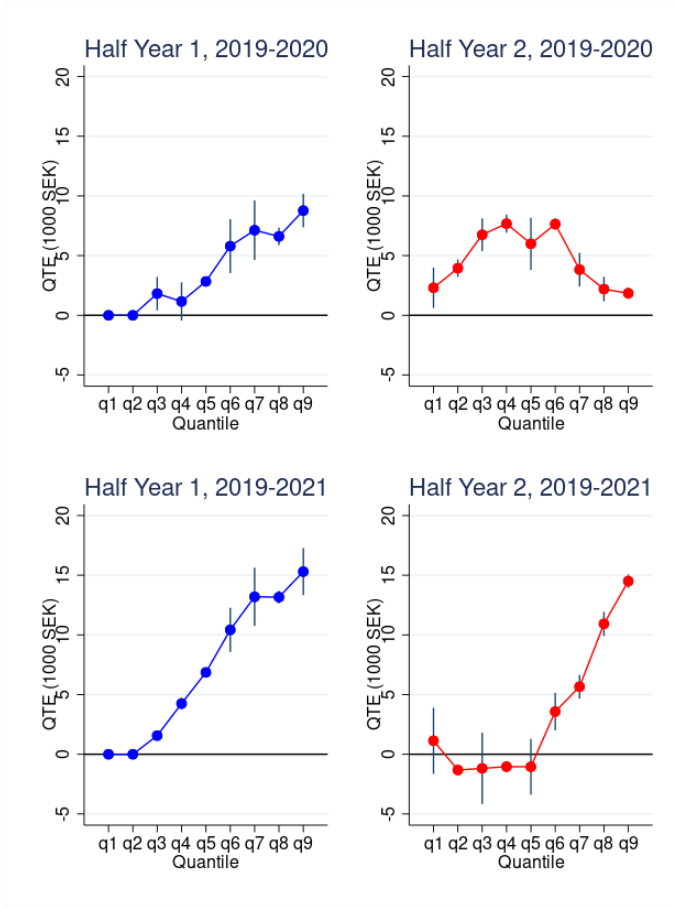 Half Year 1, 2019-2020
QTE (1000 SEK)
20
15
10
5
0
-5
q1 q2 q3 q4 q5 q6 q7 q8 q9
Quantile
Half Year 2, 2019-2020
QTE (1000 SEK)
20
15
10
5
0
-5
q1 q2 q3 q4 q5 q6 q7 q8 q9
Quantile
Half Year 1, 2019-2021
QTE (1000 SEK)
20
15
10
5
0
-5
q1 q2 q3 q4 q5 q6 q7 q8 q9
Quantile
Half Year 2, 2019-2021
QTE (1000 SEK)
20
15
10
5
0
-5
q1 q2 q3 q4 q5 q6 q7 q8 q9
Quantile